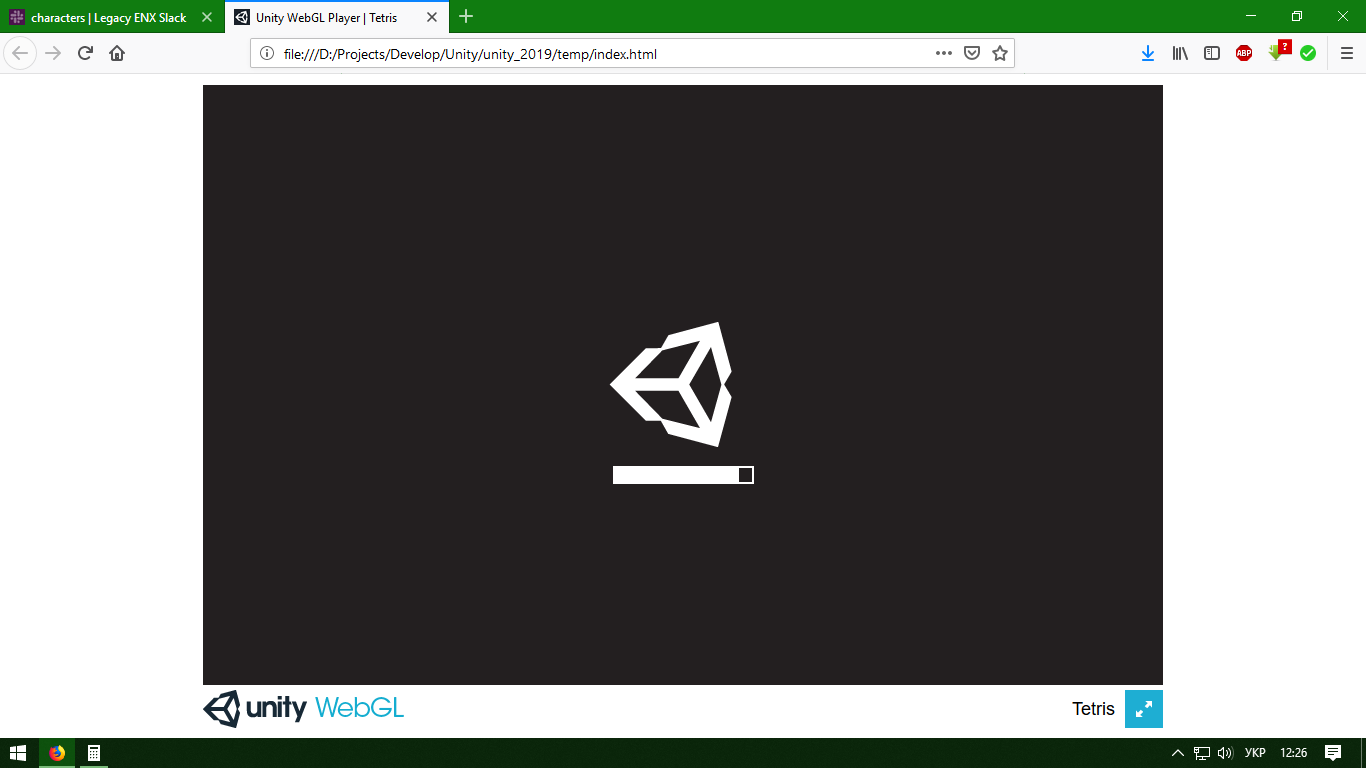 characters | Legacy ENX Slack
Unity WebGL Player | Tetris
file:///D:/Projects/Develop/Unity/unity_2019/temp/index.html
ABP
?
unity WebGL
Tetris
УКР
12:26